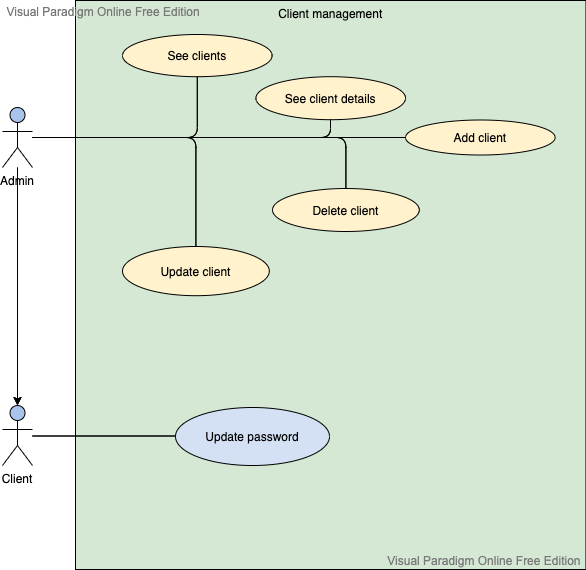 Visual Paradigm Online Free Edition
Client management
See clients
See client details
Add client
Admin
Delete client
Update client
Update password
Client
Visual Paradigm Online Free Edition